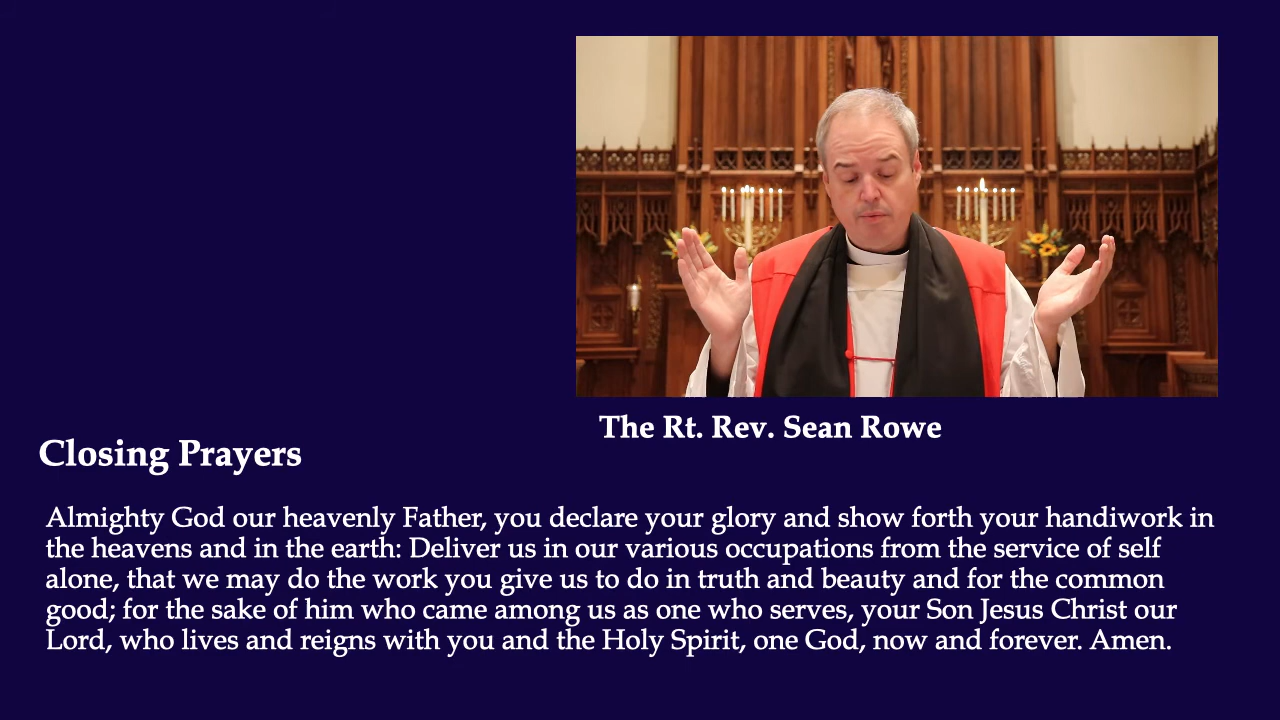 The Rt. Rev. Sean Rowe
Closing Prayers
Almighty God our heavenly Father, you declare your glory and show forth your handiwork in
the heavens and in the earth: Deliver us in our various occupations from the service of self
alone, that we may do the work you give us to do in truth and beauty and for the common
good; for the sake of him who came among us as one who serves, your Son Jesus Christ our
Lord, who lives and reigns with you and the Holy Spirit, one God, now and forever. Amen.